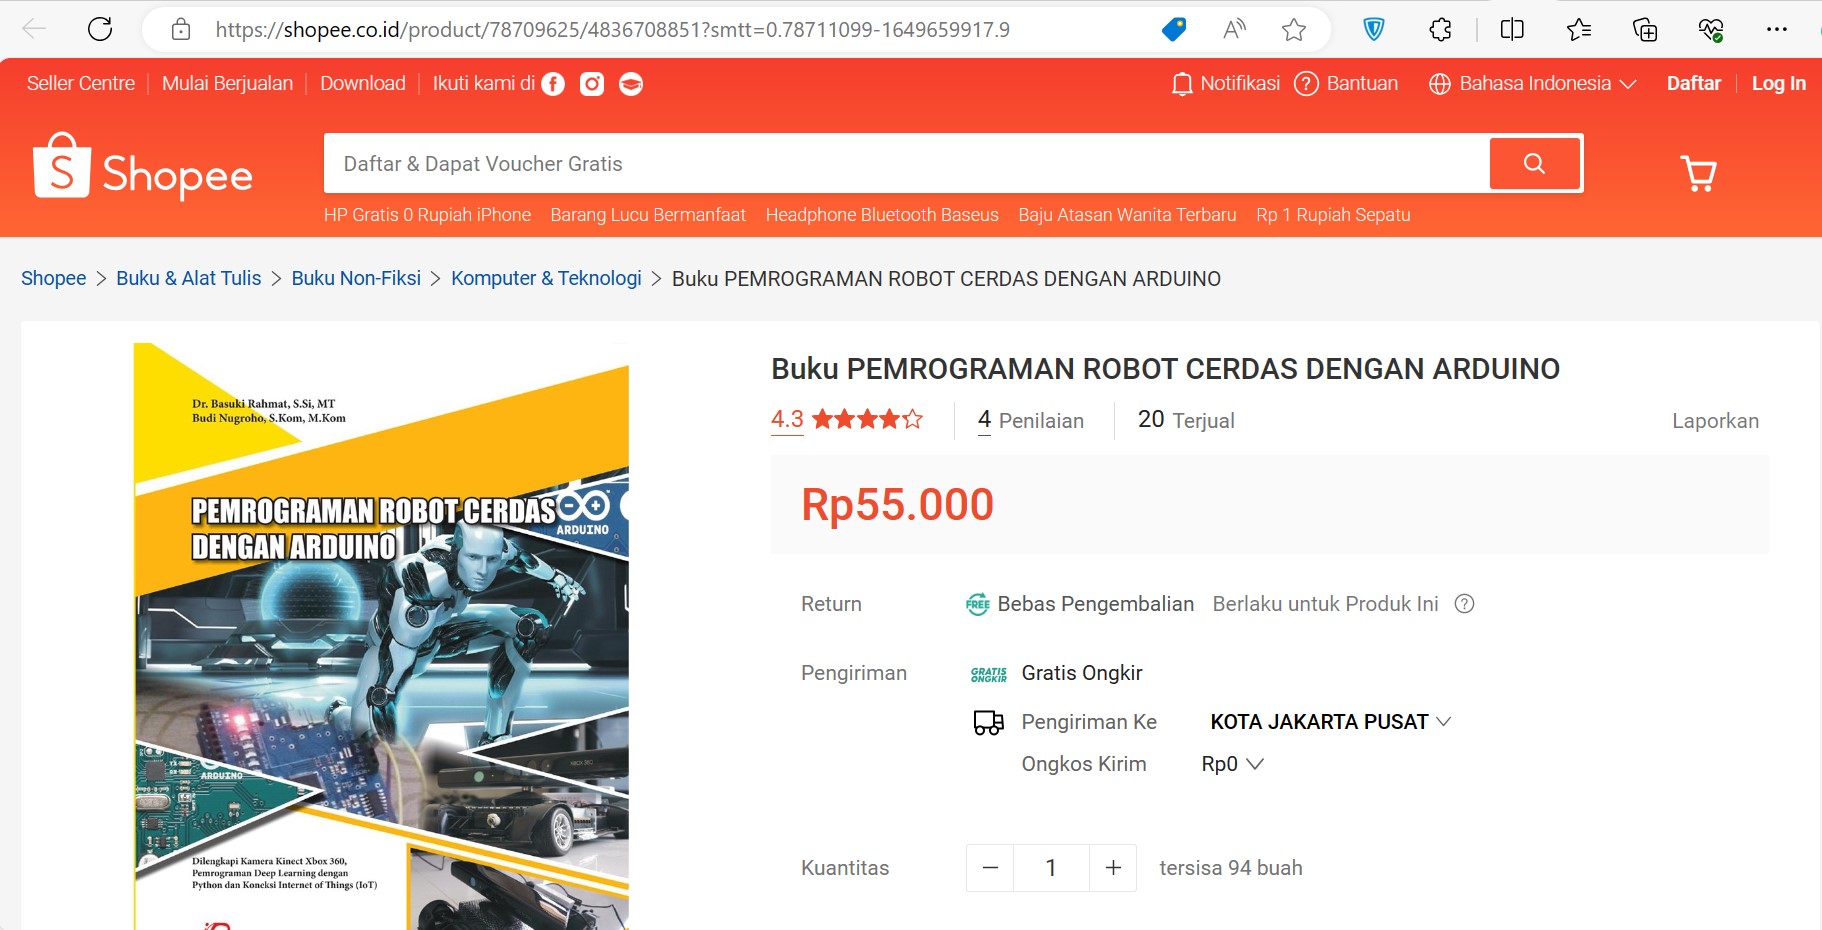 https://shopee.co.id/product/78709625/4836708851?smtt=0.78711099-1649659917.9
Seller Centre Mulai Berjualan Download Ikuti kami di Notifikasi Bantuan Bahasa Indonesia Daftar Log In
Shopee
Daftar & Dapat Voucher Gratis
HP Gratis 0 Rupiah iPhone Barang Lucu Bermanfaat Headphone Bluetooth Baseus Baju Atasan Wanita Terbaru Rp 1 Rupiah Sepatu
Shopee > Buku & Alat Tulis > Buku Non-Fiksi > Komputer & Teknologi > Buku PEMROGRAMAN ROBOT CERDAS DENGAN ARDUINO
Dr. Basuki Rahmat, S.Si, MT
Budi Nugroho, S.Kom, M.Kom
PEMROGRAMAN ROBOT CERDAS
DENGAN ARDUINO
ARDUINO
ARDUINO
XBOX 360
Dilengkapi Kamera Kinect Xbox 360,
Pemrograman Deep Learning dengan
Python dan Koneksi Internet of Things (IoT)
Buku PEMROGRAMAN ROBOT CERDAS DENGAN ARDUINO
4.3 4 Penilaian 20 Terjual Laporkan
Rp55.000
Return FREE Bebas Pengembalian Berlaku untuk Produk Ini
Pengiriman GRATIS ONGKIR Gratis Ongkir
Pengiriman Ke KOTA JAKARTA PUSAT
Ongkos Kirim Rp0
Kuantitas − 1 + tersisa 94 buah